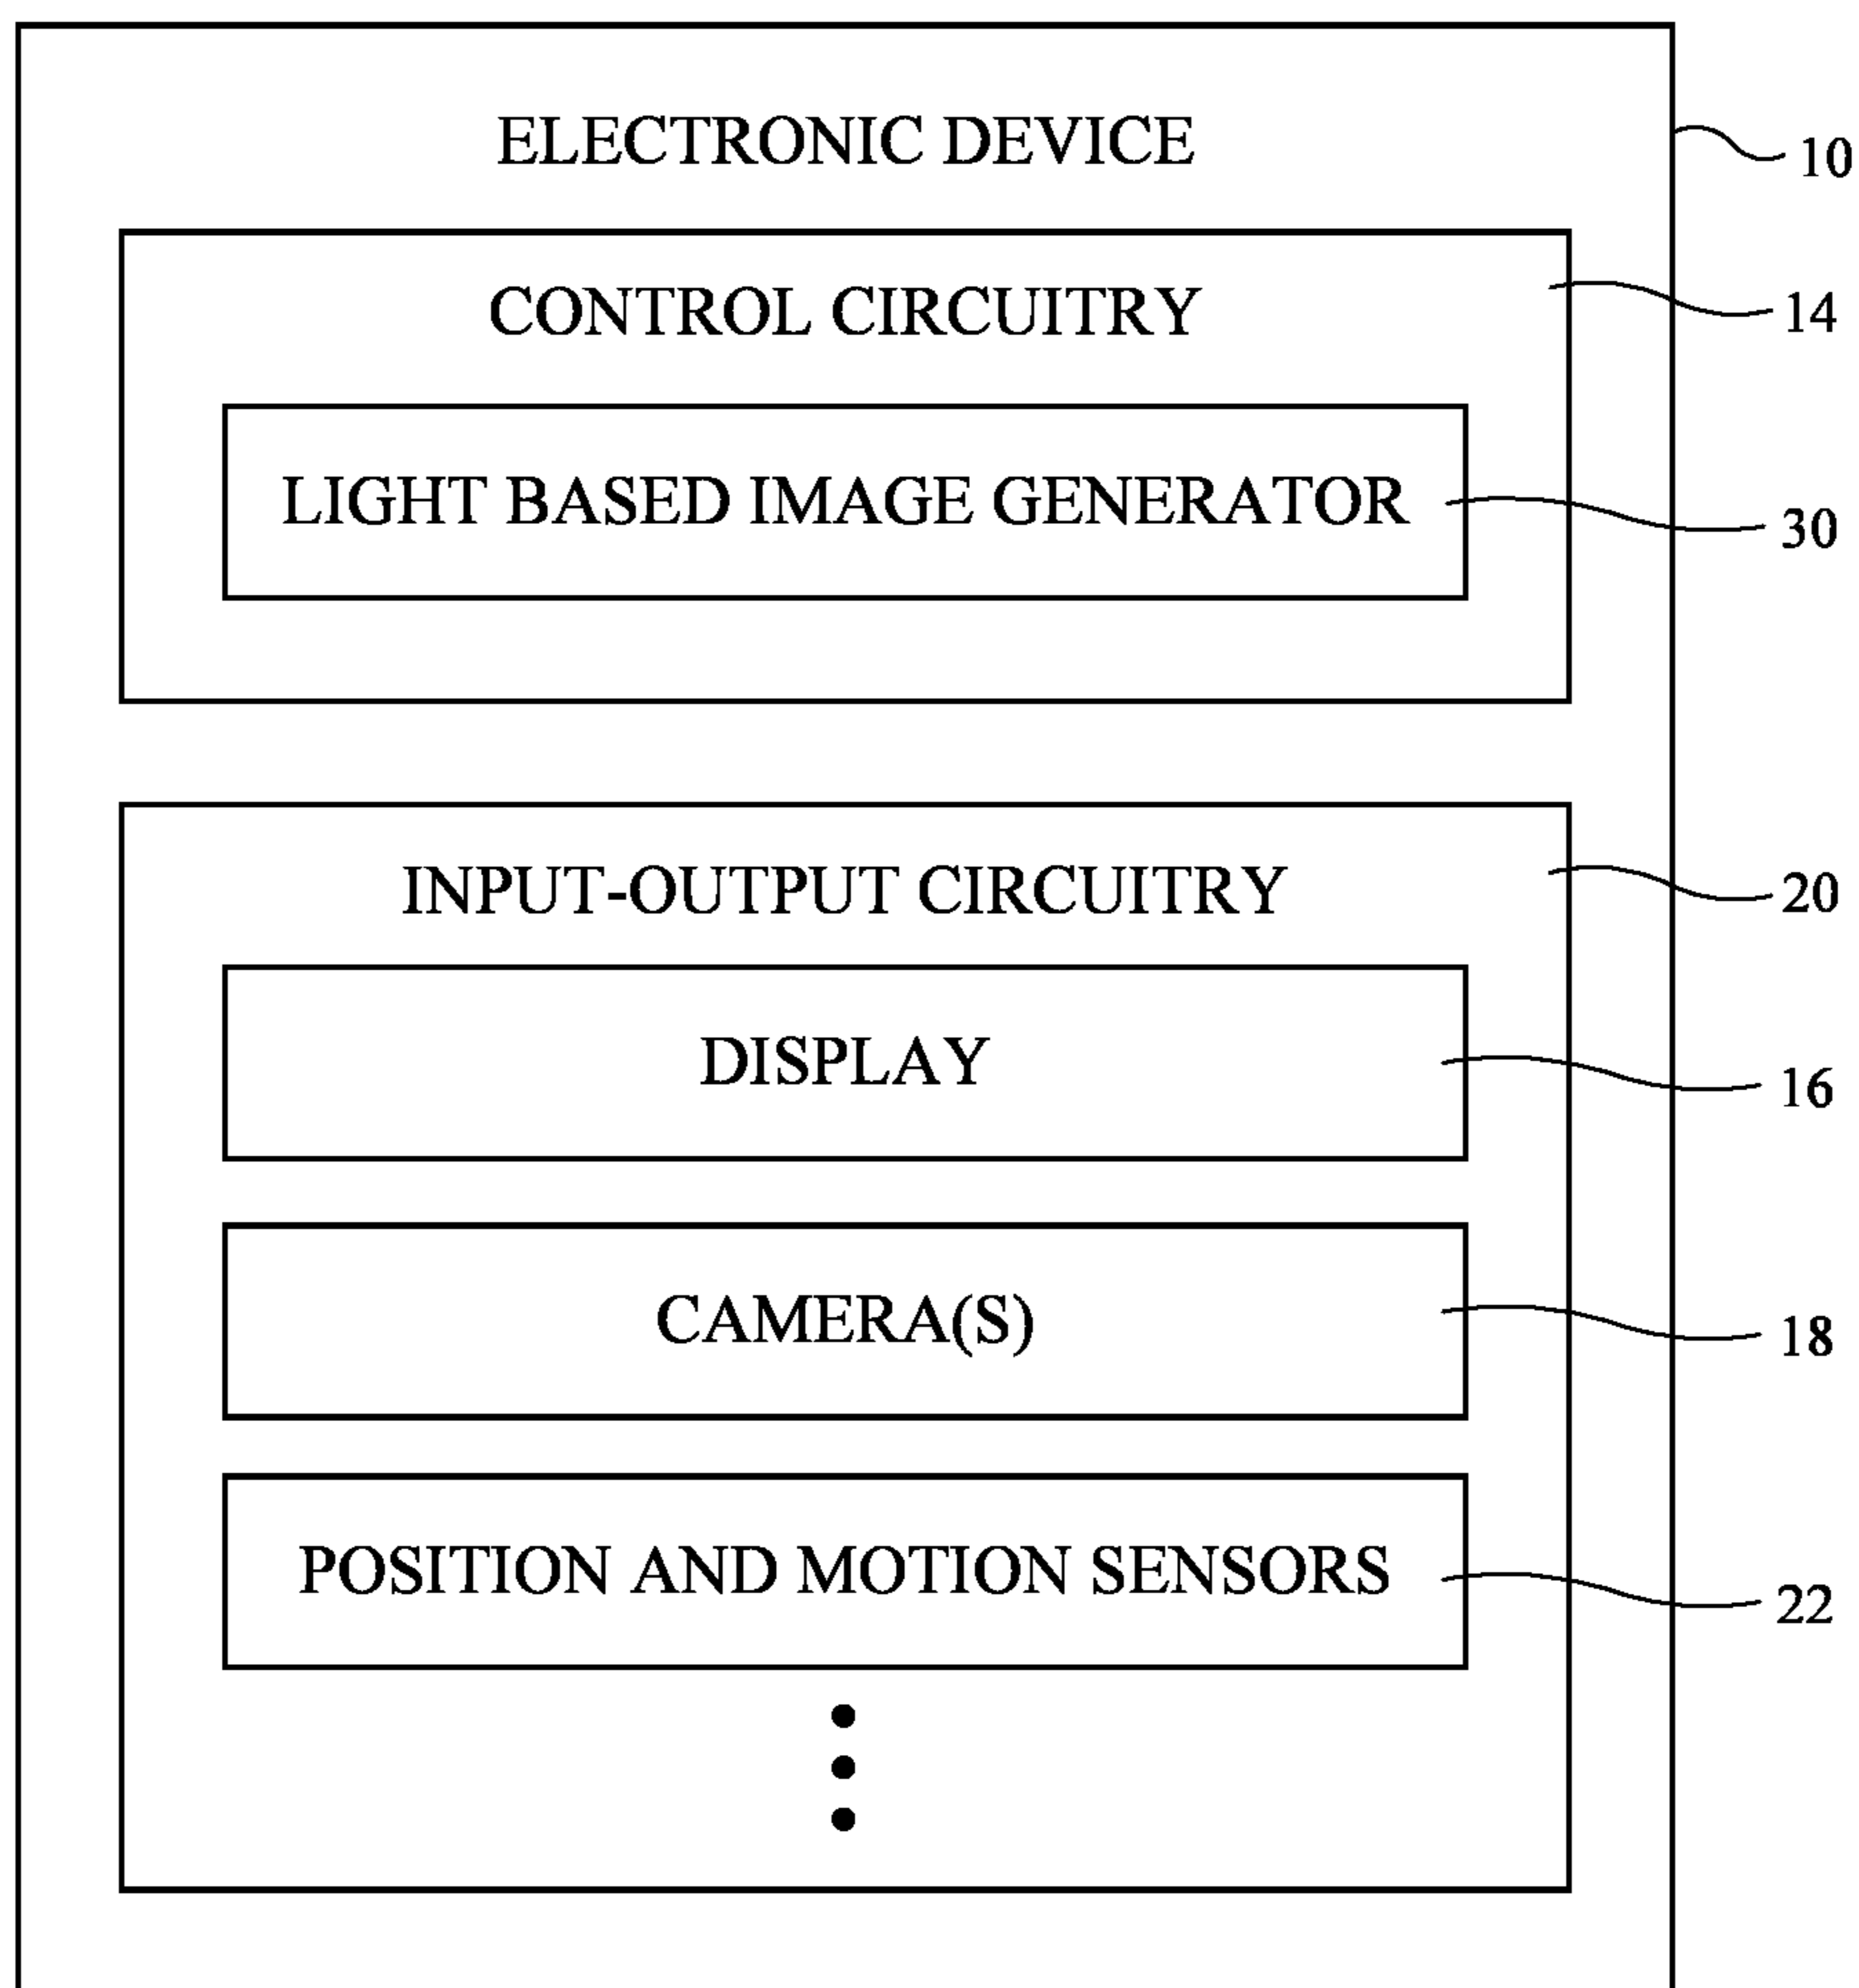 ELECTRONIC DEVICE
10
CONTROL CIRCUITRY
14
LIGHT BASED IMAGE GENERATOR
30
INPUT-OUTPUT CIRCUITRY
20
DISPLAY
16
CAMERA(S)
18
POSITION AND MOTION SENSORS
22